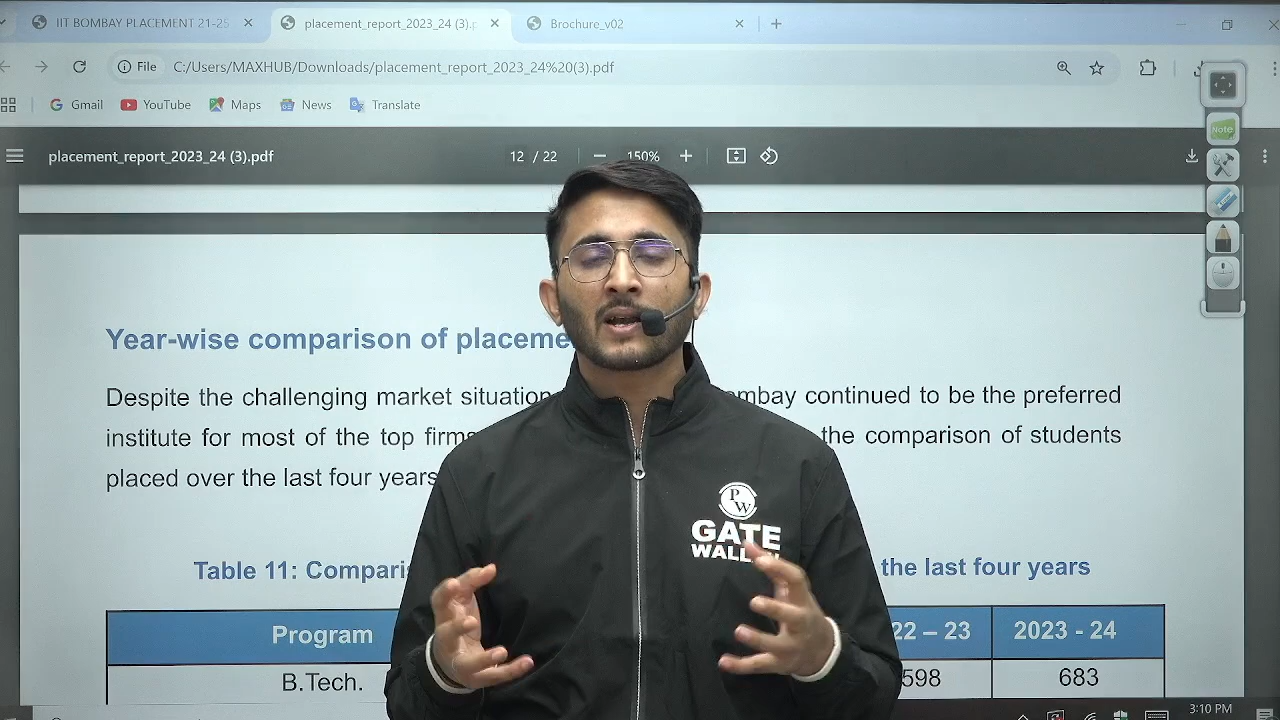 IIT BOMBAY PLACEMENT 21-25
placement_report_2023_24 (3).p
Brochure_v02
File C:/Users/MAXHUB/Downloads/placement_report_2023_24%20(3).pdf
Gmail YouTube Maps News Translate
placement_report_2023_24 (3).pdf 12 / 22 150%
Note
Year-wise comparison of placeme
Despite the challenging market situation ombay continued to be the preferred
institute for most of the top firms the comparison of students
placed over the last four years
PW
GATE
WALL
Table 11: Comparis the last four years
Program 22 – 23 2023 - 24
B.Tech. 598 683
3:10 PM